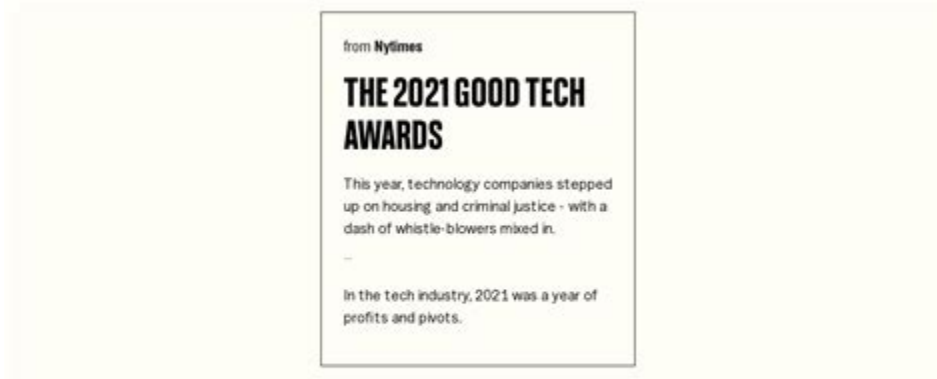 from Nytimes
THE 2021 GOOD TECH
AWARDS
This year, technology companies stepped
up on housing and criminal justice - with a
dash of whistle-blowers mixed in.
...
In the tech industry, 2021 was a year of
profits and pivots.